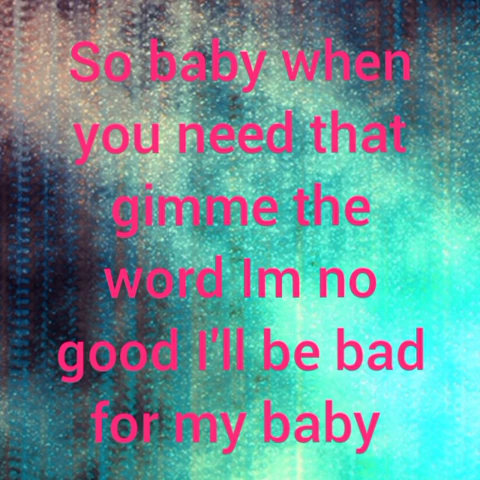 So baby when
you need that
gimme the
word Im no
good I'll be bad
for my baby